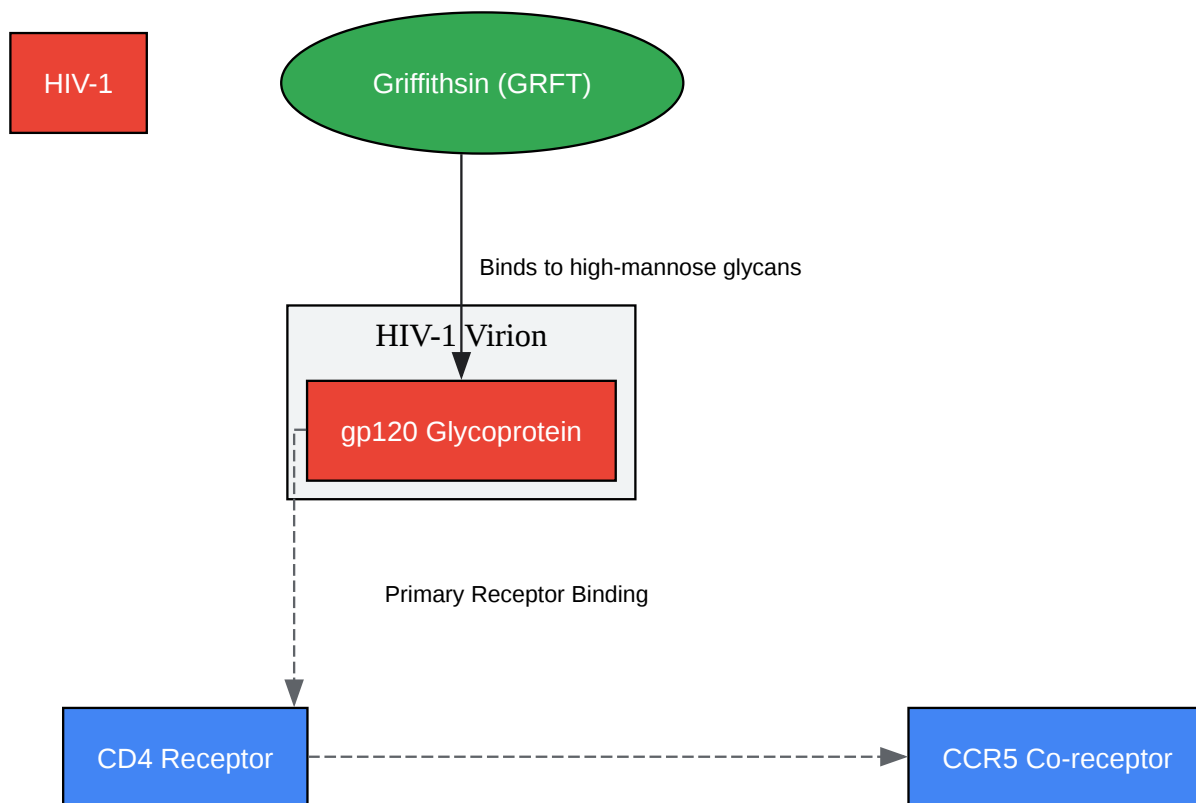 HIV-1
Griffithsin (GRFT)
Binds to high-mannose glycans
HIV-1 Virion
gp120 Glycoprotein
Primary Receptor Binding
CD4 Receptor
CCR5 Co-receptor